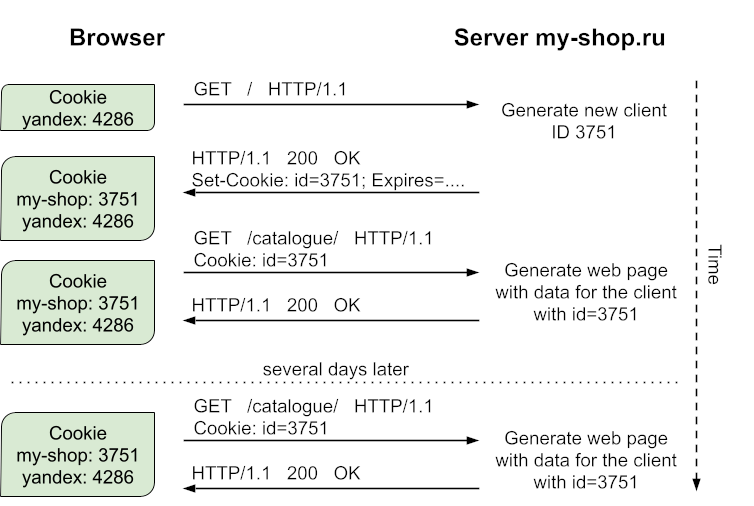 Browser
Server my-shop.ru
Cookie
yandex: 4286
GET / HTTP/1.1
Generate new client
ID 3751
Cookie
my-shop: 3751
yandex: 4286
HTTP/1.1 200 OK
Set-Cookie: id=3751; Expires=....
GET /catalogue/ HTTP/1.1
Cookie: id=3751
Cookie
my-shop: 3751
yandex: 4286
HTTP/1.1 200 OK
Generate web page
with data for the client
with id=3751
Time
several days later
Cookie
my-shop: 3751
yandex: 4286
GET /catalogue/ HTTP/1.1
Cookie: id=3751
HTTP/1.1 200 OK
Generate web page
with data for the client
with id=3751